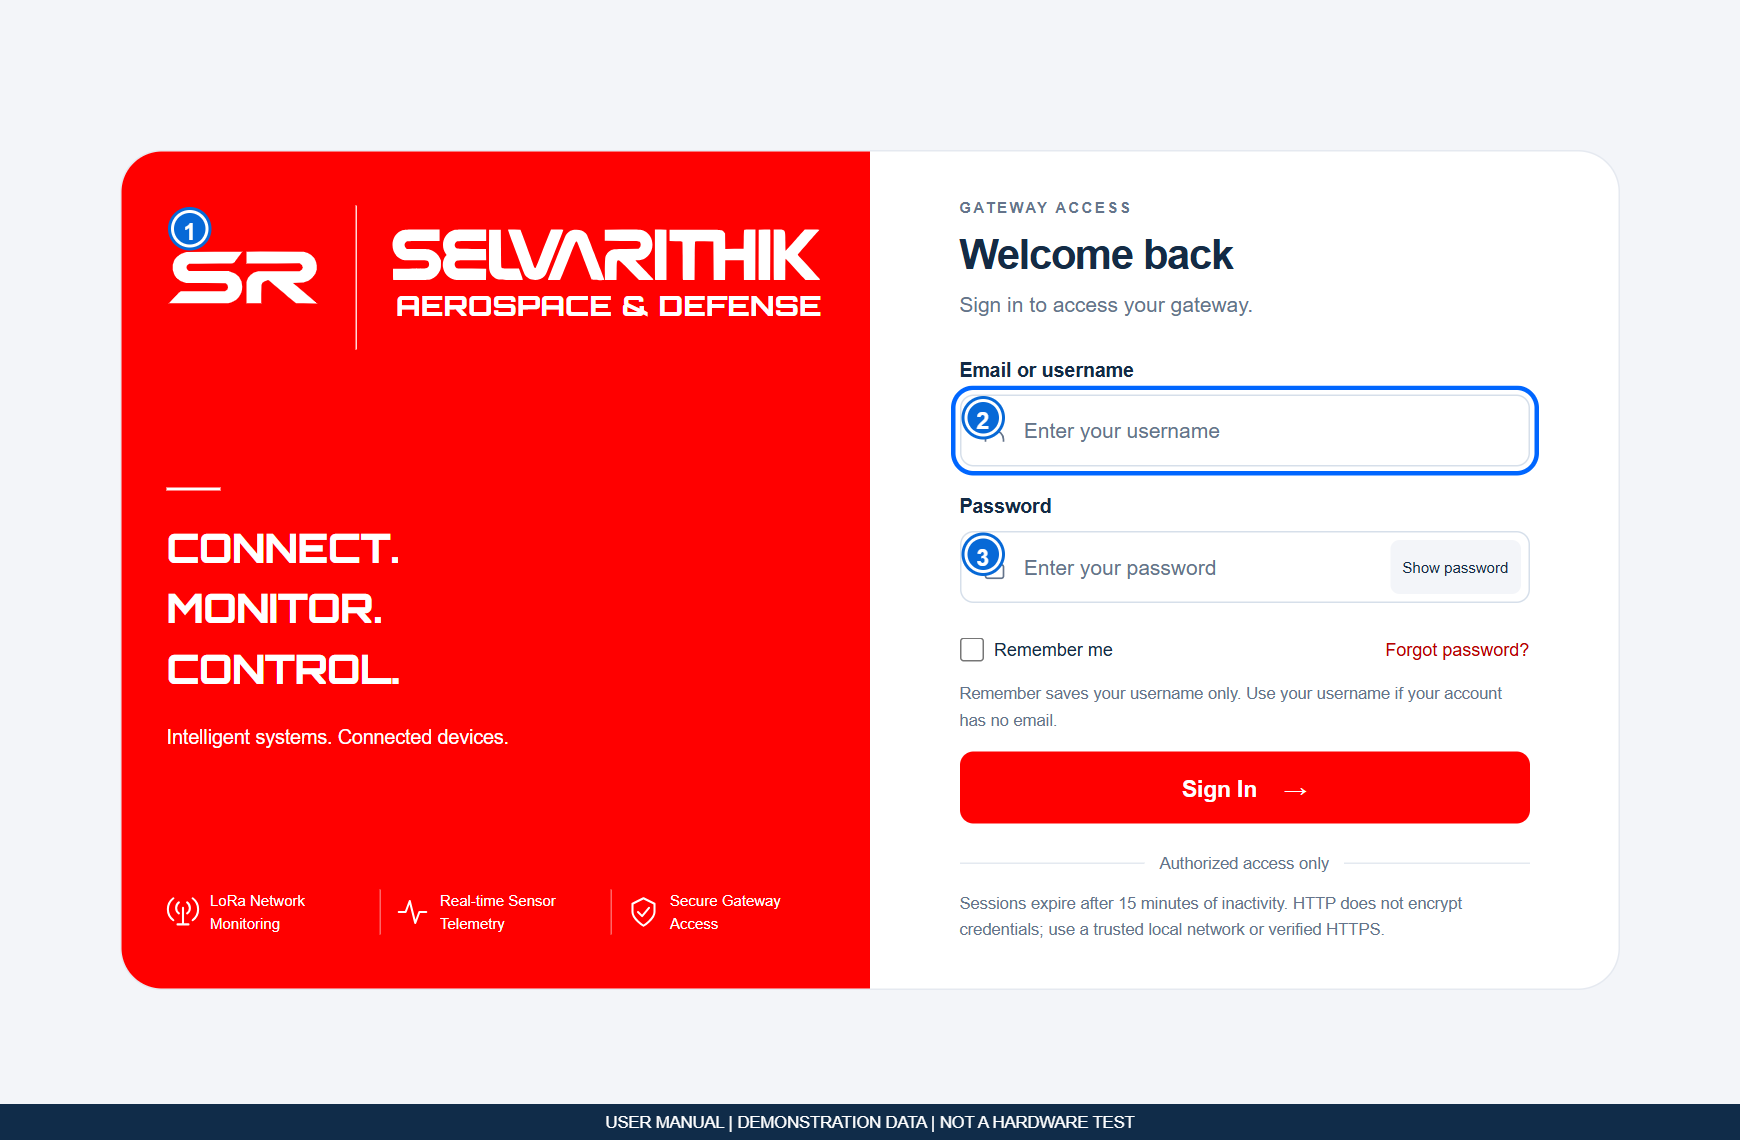 1
SR
SELVARITHIK
AEROSPACE & DEFENSE
CONNECT.
MONITOR.
CONTROL.
Intelligent systems. Connected devices.
LoRa Network
Monitoring
Real-time Sensor
Telemetry
Secure Gateway
Access
GATEWAY ACCESS
Welcome back
Sign in to access your gateway.
Email or username
2
Enter your username
Password
3
Enter your password
Show password
Remember me
Forgot password?
Remember saves your username only. Use your username if your account
has no email.
Sign In →
Authorized access only
Sessions expire after 15 minutes of inactivity. HTTP does not encrypt
credentials; use a trusted local network or verified HTTPS.
USER MANUAL | DEMONSTRATION DATA | NOT A HARDWARE TEST